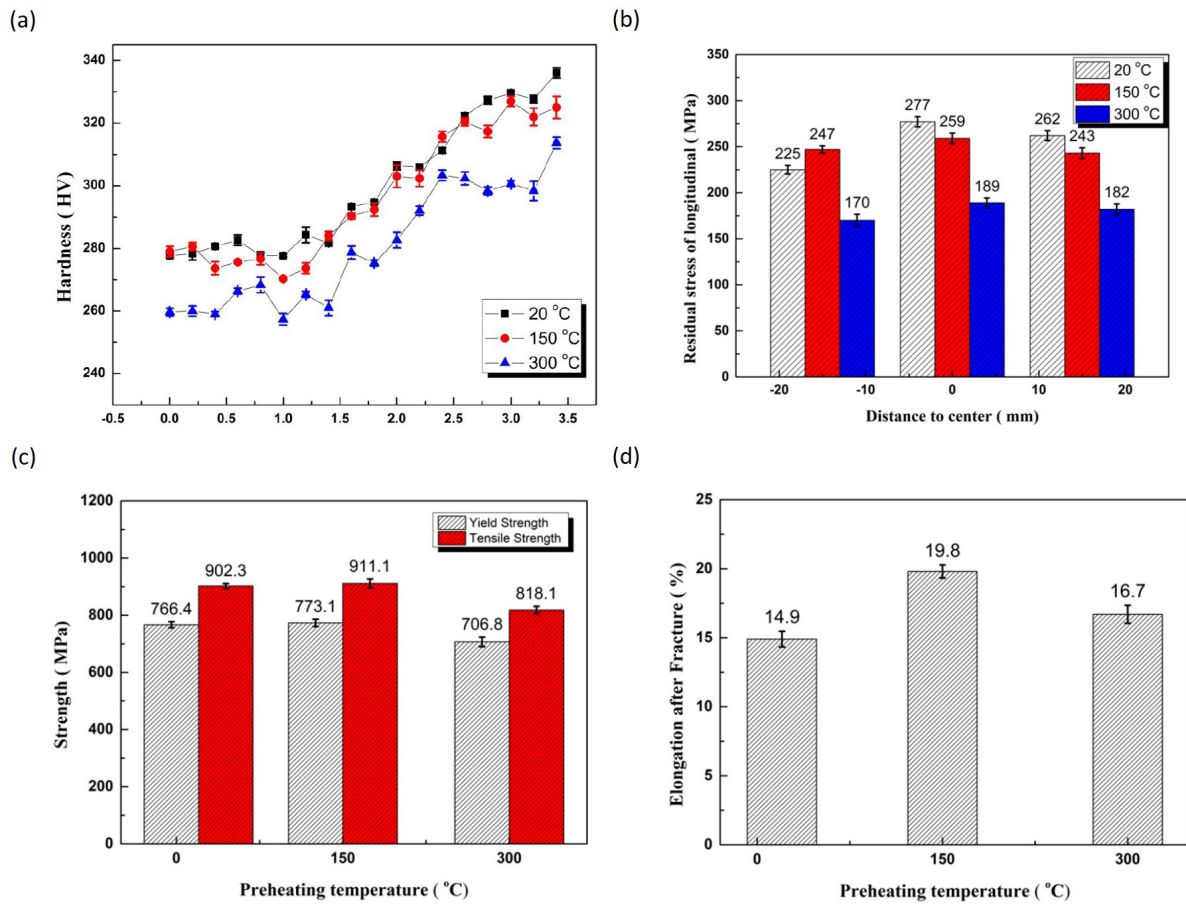 (a)
Hardness ( HV)
340
320
300
280
260
240
-0.5 0.0 0.5 1.0 1.5 2.0 2.5 3.0 3.5
20 °C
150 °C
300 °C
(b)
Residual stress of longitudinal ( MPa)
350
300
250
200
150
100
50
0
20 °C
150 °C
300 °C
225 247 170 277 259 189 262 243 182
-20 -10 0 10 20
Distance to center ( mm)
(c)
Strength ( MPa)
1200
1000
800
600
400
200
0
Yield Strength
Tensile Strength
766.4 902.3 773.1 911.1 706.8 818.1
0 150 300
Preheating temperature ( °C)
(d)
Elongation after Fracture ( %)
25
20
15
10
5
0
14.9 19.8 16.7
0 150 300
Preheating temperature ( °C)